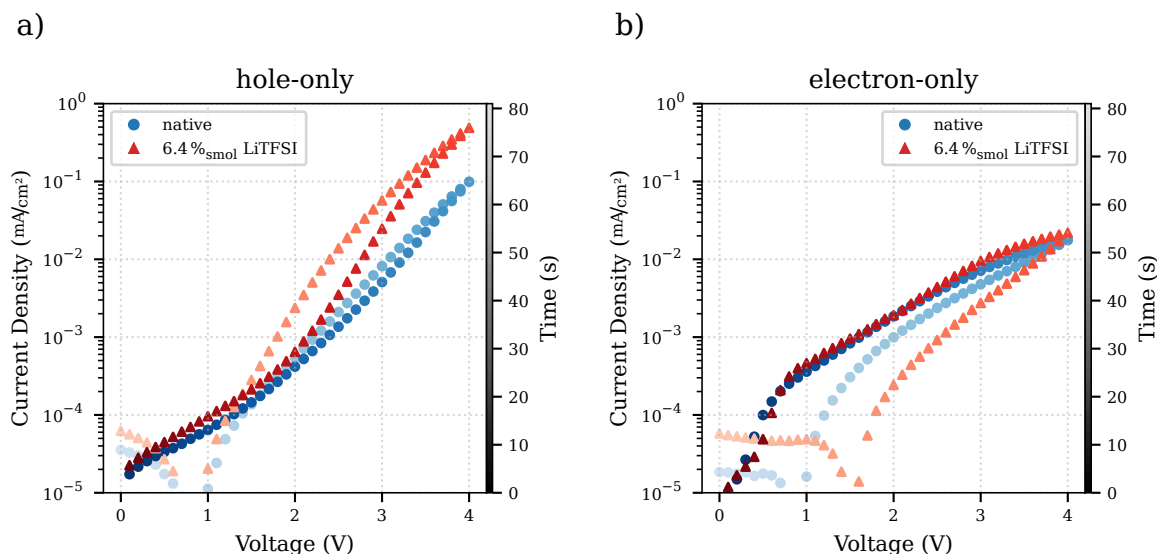 a)
hole-only
10⁰
10⁻¹
10⁻²
10⁻³
10⁻⁴
10⁻⁵
Current Density (mA/cm²)
native
6.4 %smol LiTFSI
0 1 2 3 4
Voltage (V)
80
70
60
50
40
30
20
10
0
Time (s)
b)
electron-only
10⁰
10⁻¹
10⁻²
10⁻³
10⁻⁴
10⁻⁵
Current Density (mA/cm²)
native
6.4 %smol LiTFSI
0 1 2 3 4
Voltage (V)
80
70
60
50
40
30
20
10
0
Time (s)